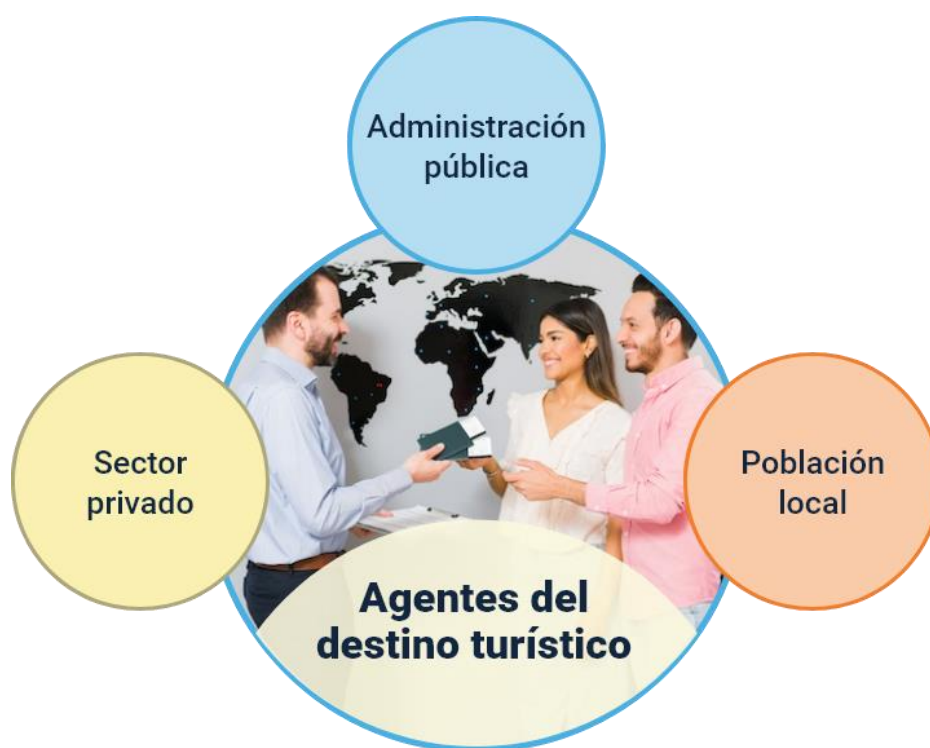 Administración
pública
Sector
privado
Población
local
Agentes del
destino turístico